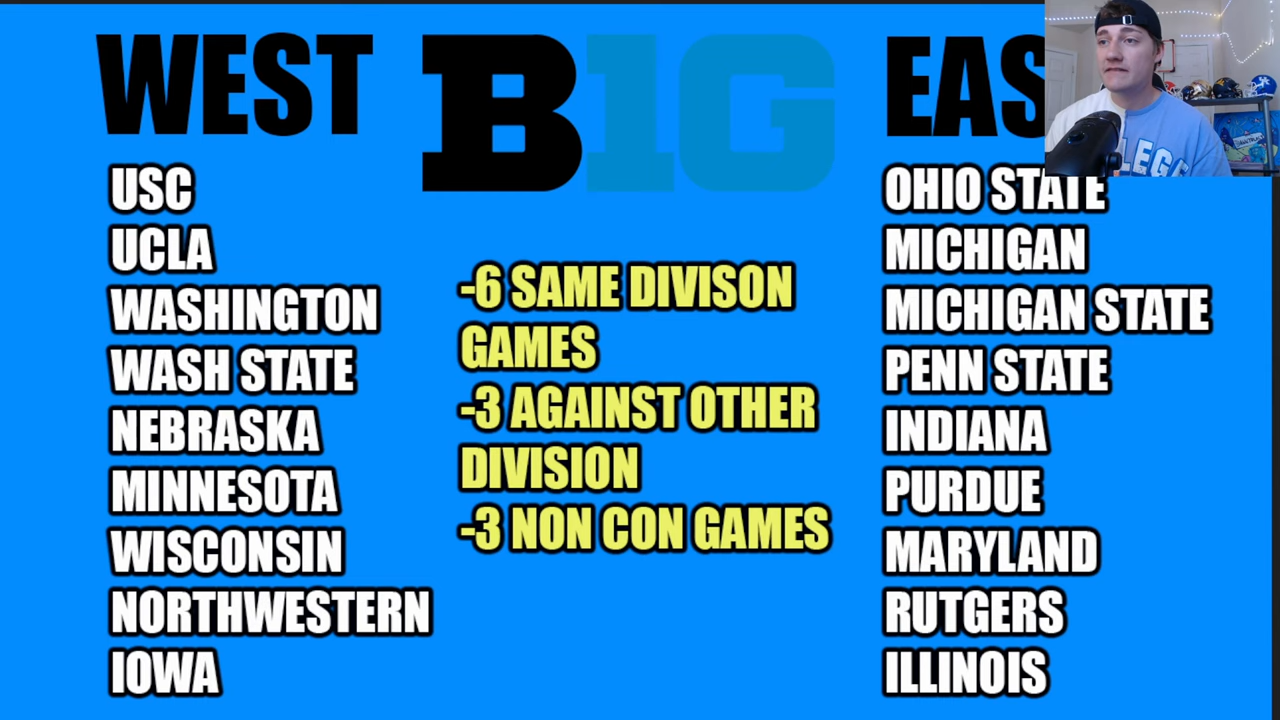 WEST
B1G
EAS
USC
UCLA
WASHINGTON
WASH STATE
NEBRASKA
MINNESOTA
WISCONSIN
NORTHWESTERN
IOWA
-6 SAME DIVISON
GAMES
-3 AGAINST OTHER
DIVISION
-3 NON CON GAMES
OHIO STATE
MICHIGAN
MICHIGAN STATE
PENN STATE
INDIANA
PURDUE
MARYLAND
RUTGERS
ILLINOIS
LEGE